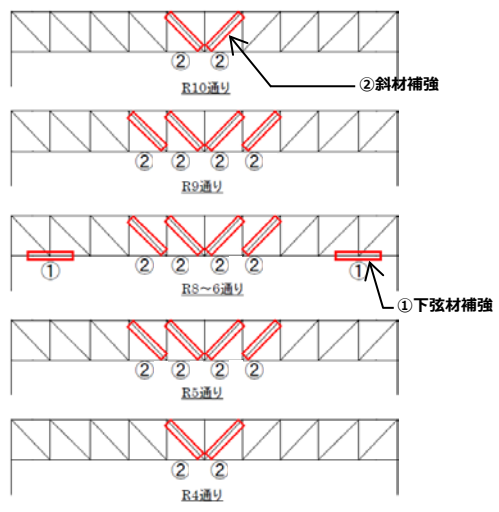 ② ②
②斜材補強
R10通り
② ② ② ②
R9通り
① ② ② ② ② ①
R8～6通り
①下弦材補強
② ② ② ②
R5通り
② ②
R4通り